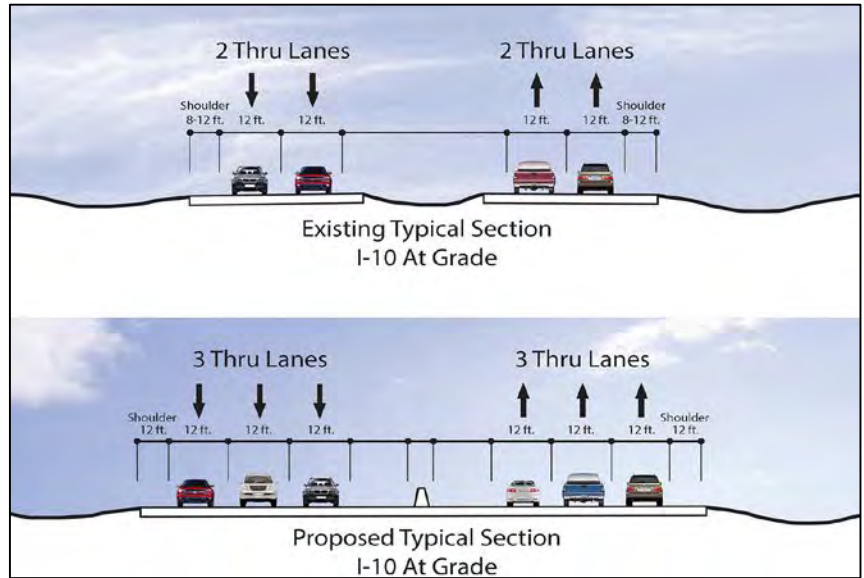 2 Thru Lanes 2 Thru Lanes
Shoulder Shoulder
8-12 ft. 12 ft. 12 ft. 12 ft. 12 ft. 8-12 ft.
Existing Typical Section
I-10 At Grade
3 Thru Lanes 3 Thru Lanes
Shoulder Shoulder
12 ft. 12 ft. 12 ft. 12 ft. 12 ft. 12 ft. 12 ft. 12 ft.
Proposed Typical Section
I-10 At Grade